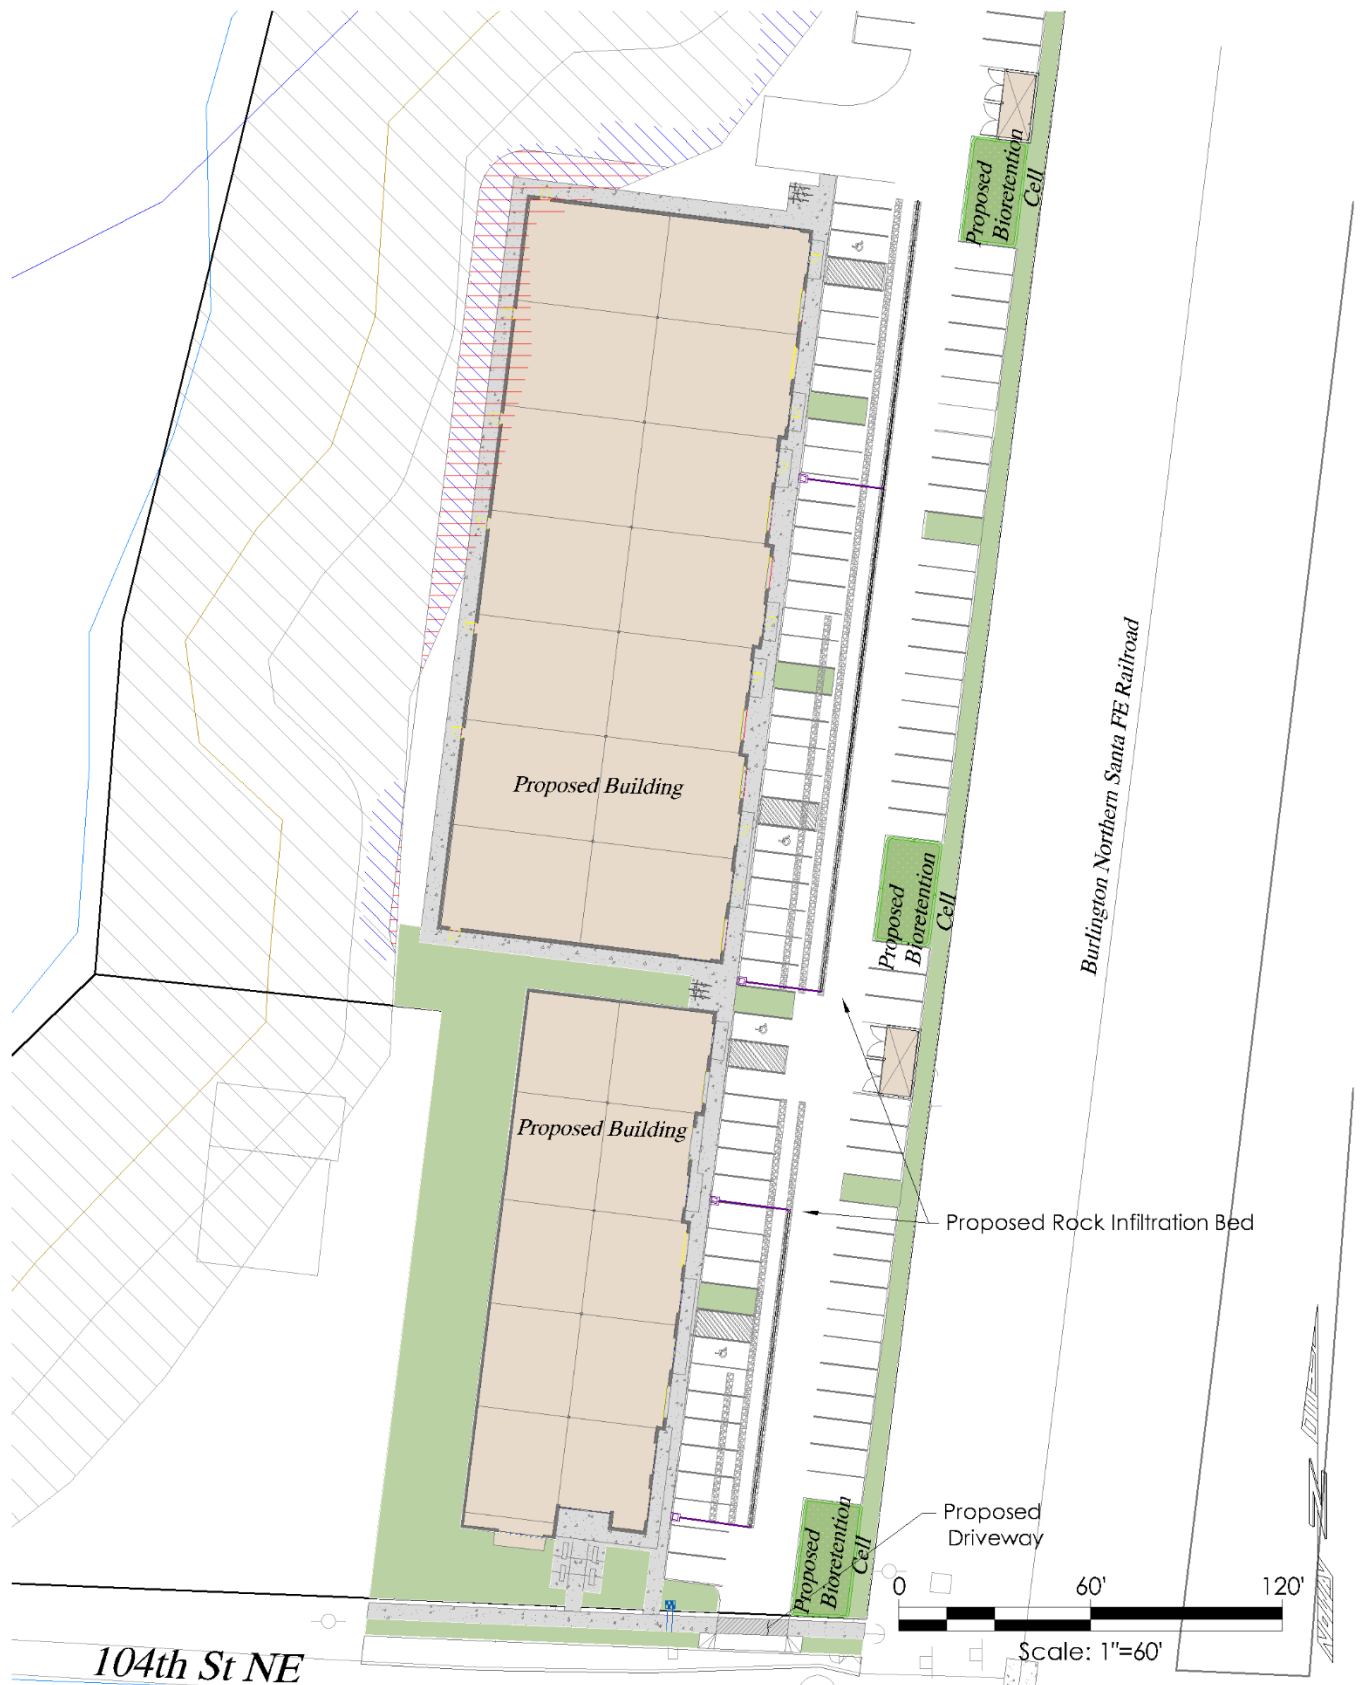 Proposed
Bioretention
Cell
Proposed Building
Burlington Northern Santa FE Railroad
Proposed
Bioretention
Cell
Proposed Building
Proposed Rock Infiltration Bed
Proposed
Driveway
Proposed
Bioretention
Cell
0 60' 120'
Scale: 1"=60'
104th St NE